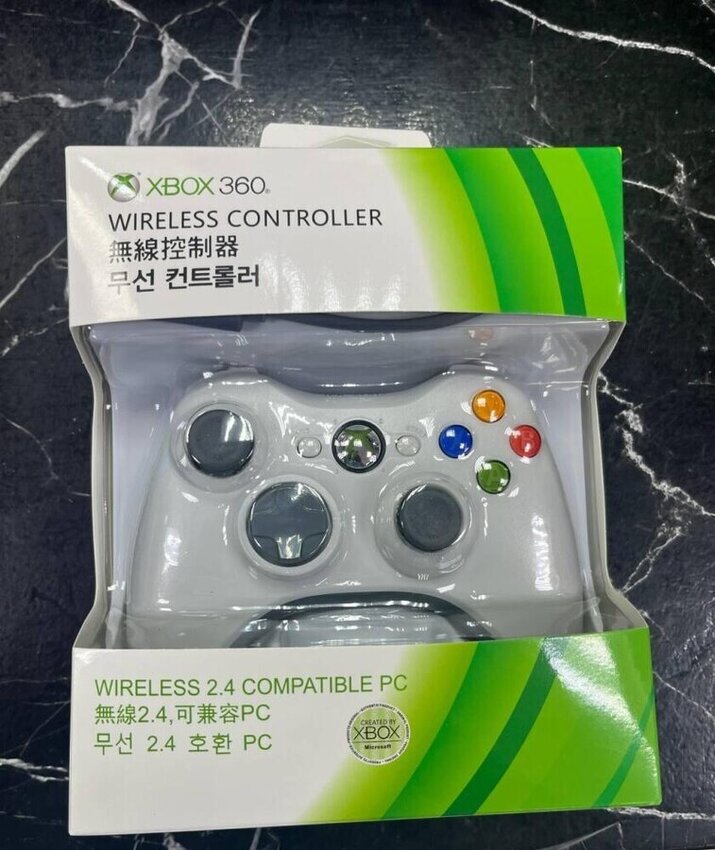 XBOX 360
WIRELESS CONTROLLER
無線控制器
무선 컨트롤러
B
WIRELESS 2.4 COMPATIBLE PC
無線2.4,可兼容PC
무선 2.4 호환 PC
CREATED BY
XBOX
Microsoft